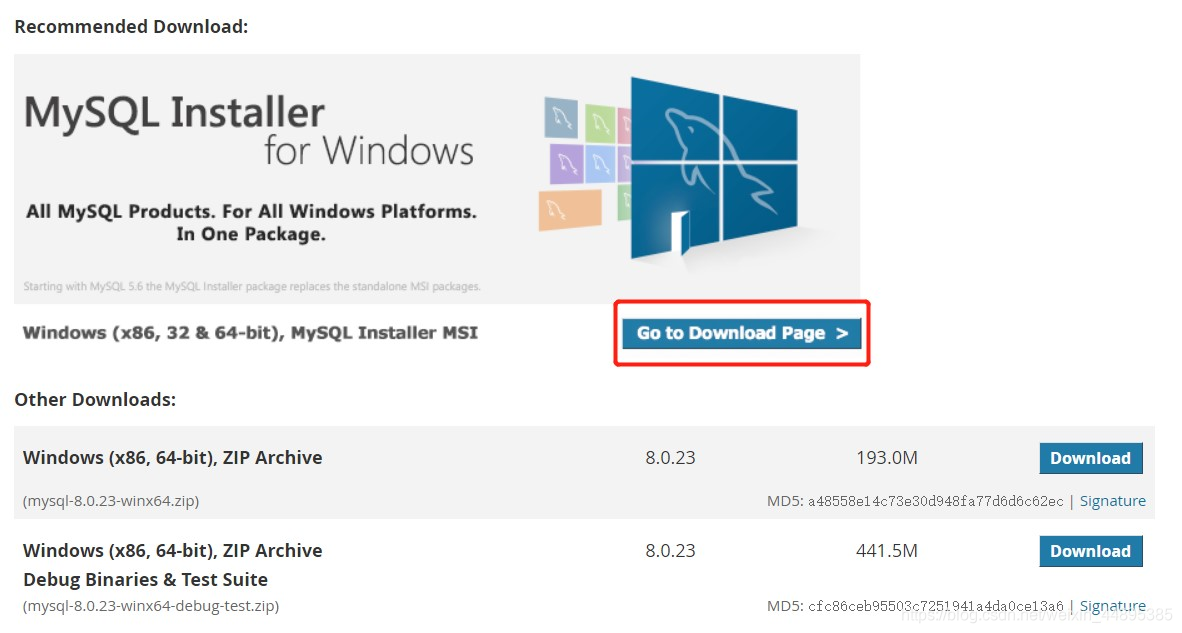 Recommended Download:
MySQL Installer
for Windows
All MySQL Products. For All Windows Platforms.
In One Package.
Starting with MySQL 5.6 the MySQL Installer package replaces the standalone MSI packages.
Windows (x86, 32 & 64-bit), MySQL Installer MSI Go to Download Page >
Other Downloads:
Windows (x86, 64-bit), ZIP Archive 8.0.23 193.0M Download
(mysql-8.0.23-winx64.zip) MD5: a48558e14c73e30d948fa77d6d6c62ec | Signature
Windows (x86, 64-bit), ZIP Archive 8.0.23 441.5M Download
Debug Binaries & Test Suite
(mysql-8.0.23-winx64-debug-test.zip) MD5: cfc86ceb95503c7251941a4da0ce13a6 | Signature
https://blog.csdn.net/weixin_44895385